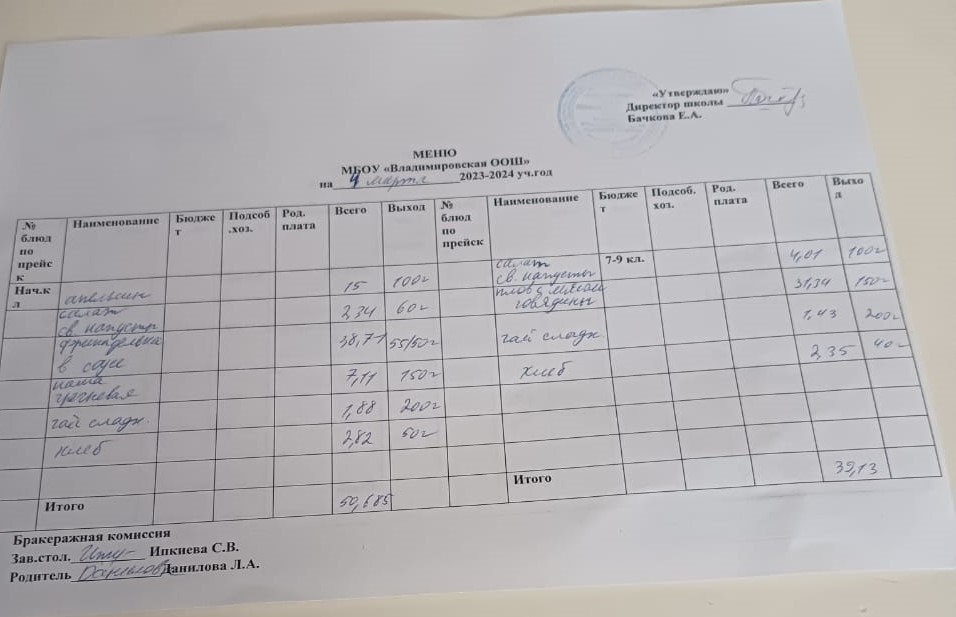 «Утверждаю»
Директор школы
Бачкова Е.А.
МЕНЮ
МБОУ «Владимировская ООШ»
на 4 марта 2023-2024 уч.год
№ блюд по прейск Наименование Бюджет Подсоб.хоз. Род. плата Всего Выход № блюд по прейск Наименование Бюджет Подсоб. хоз. Род. плата Всего Выход
Нач.кл апельсин 15 100г салат св. капусты 7-9 кл. 4,01 100г
салат св. капусты 2,34 60г плов с мясом говядины 31,34 150г
фрикаделька в соусе 38,71 55/50г чай сладк. 1,43 200г
каша гречневая 7,11 150г хлеб 2,35 40г
чай сладк. 1,88 200г
хлеб 2,82 50г
Итого 50,685 Итого 39,13
Бракеражная комиссия
Зав.стол. Ипкиева С.В.
Родитель Данилова Данилова Л.А.